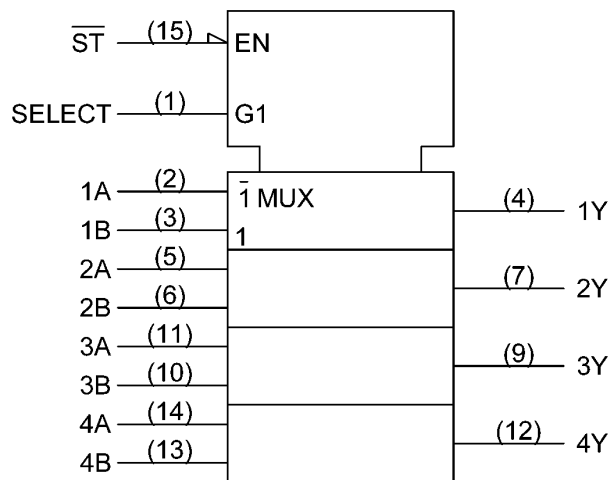 S̅T̅ (15) EN
SELECT (1) G1
1A (2) 1̅ MUX
(4) 1Y
1B (3) 1
2A (5)
(7) 2Y
2B (6)
3A (11)
(9) 3Y
3B (10)
4A (14)
(12) 4Y
4B (13)